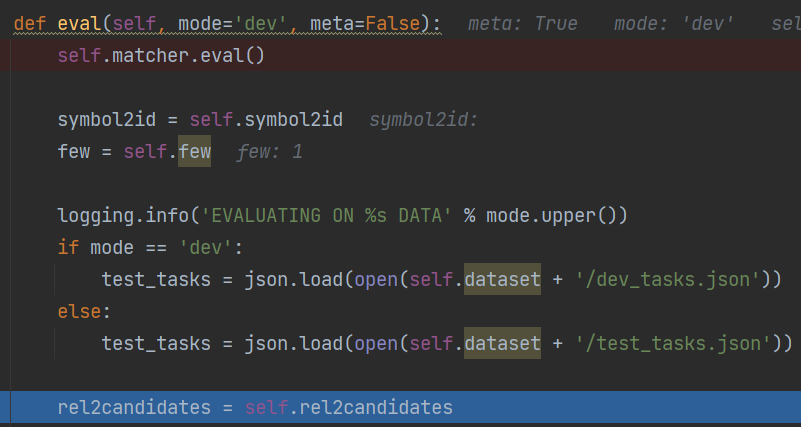 def eval(self, mode='dev', meta=False): meta: True mode: 'dev' sel
self.matcher.eval()
symbol2id = self.symbol2id symbol2id:
few = self.few few: 1
logging.info('EVALUATING ON %s DATA' % mode.upper())
if mode == 'dev':
test_tasks = json.load(open(self.dataset + '/dev_tasks.json'))
else:
test_tasks = json.load(open(self.dataset + '/test_tasks.json'))
rel2candidates = self.rel2candidates